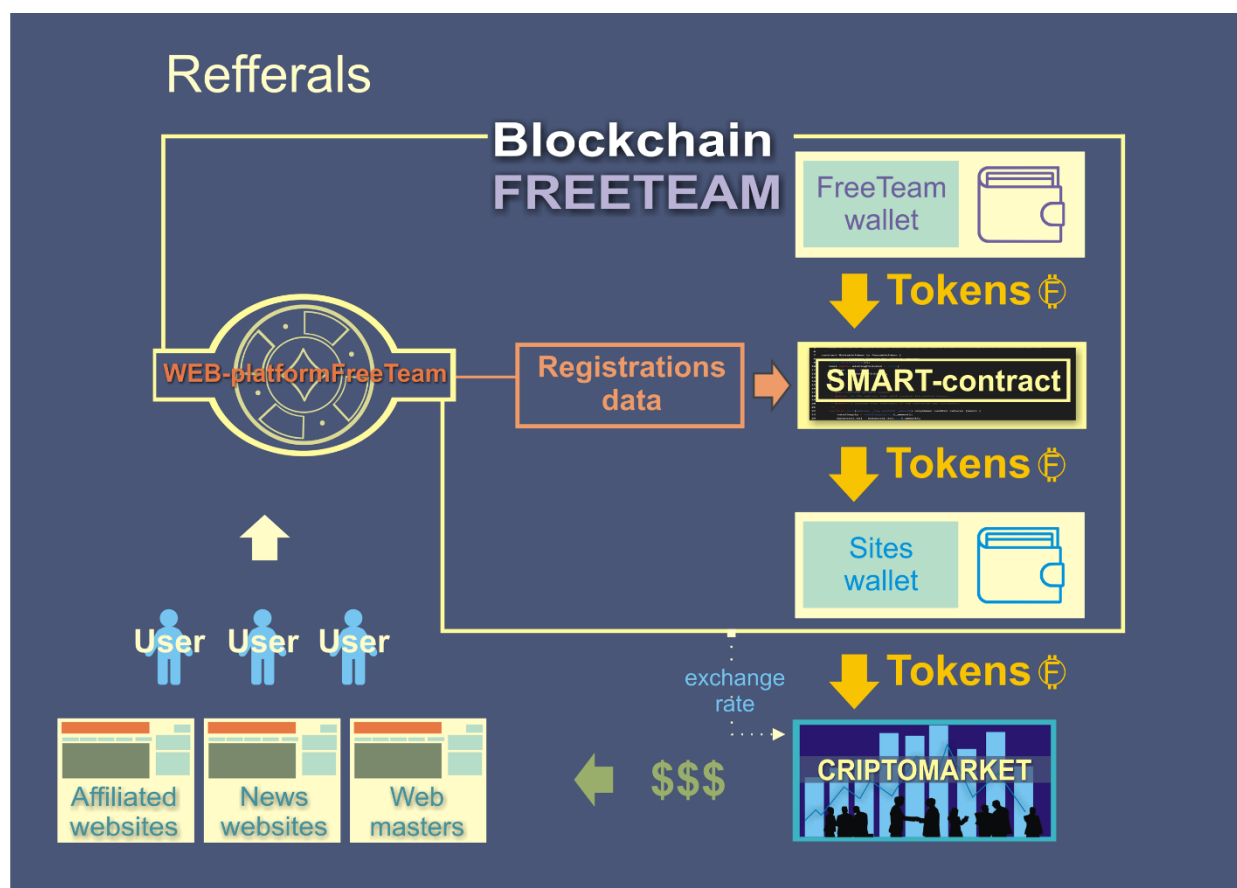 Refferals
Blockchain
FREETEAM
FreeTeam
wallet
Tokens
WEB-platformFreeTeam
Registrations
data
SMART-contract
Tokens
Sites
wallet
User User User
exchange
rate
Tokens
Affiliated
websites
News
websites
Web
masters
$$$
CRIPTOMARKET